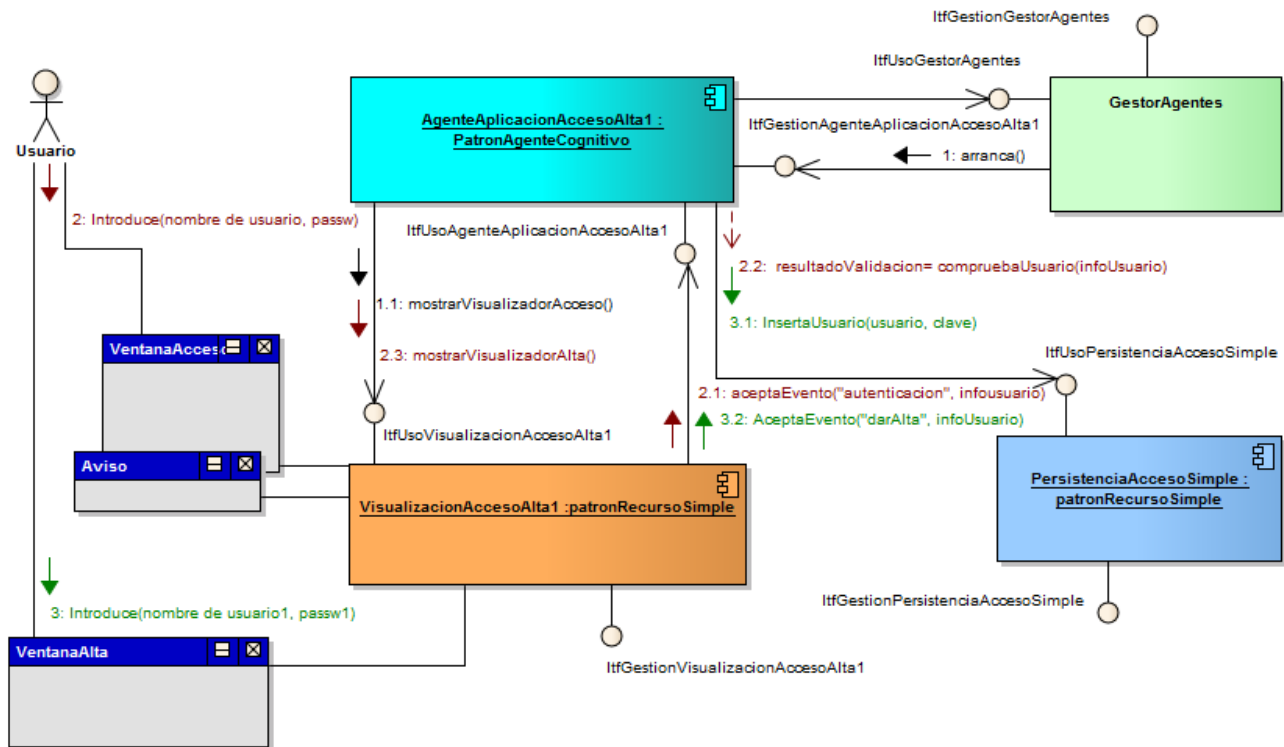 ItfGestionGestorAgentes
ItfUsoGestorAgentes
GestorAgentes
AgenteAplicacionAccesoAlta1 :
PatronAgenteCognitivo
ItfGestionAgenteAplicacionAccesoAlta1
1: arranca()
Usuario
2: Introduce(nombre de usuario, passw)
ItfUsoAgenteAplicacionAccesoAlta1
2.2: resultadoValidacion= compruebaUsuario(infoUsuario)
1.1: mostrarVisualizadorAcceso()
3.1: InsertaUsuario(usuario, clave)
VentanaAcceso
2.3: mostrarVisualizadorAlta()
ItfUsoPersistenciaAccesoSimple
2.1: aceptaEvento("autenticacion", infousuario)
3.2: AceptaEvento("darAlta", infoUsuario)
ItfUsoVisualizacionAccesoAlta1
Aviso
VisualizacionAccesoAlta1 :patronRecursoSimple
PersistenciaAccesoSimple :
patronRecursoSimple
3: Introduce(nombre de usuario1, passw1)
ItfGestionPersistenciaAccesoSimple
VentanaAlta
ItfGestionVisualizacionAccesoAlta1